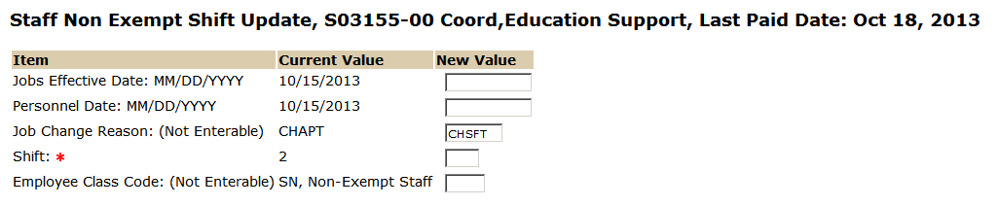 Staff Non Exempt Shift Update, S03155-00 Coord,Education Support, Last Paid Date: Oct 18, 2013
Item Current Value New Value
Jobs Effective Date: MM/DD/YYYY 10/15/2013
Personnel Date: MM/DD/YYYY 10/15/2013
Job Change Reason: (Not Enterable) CHAPT CHSFT
Shift: * 2
Employee Class Code: (Not Enterable) SN, Non-Exempt Staff